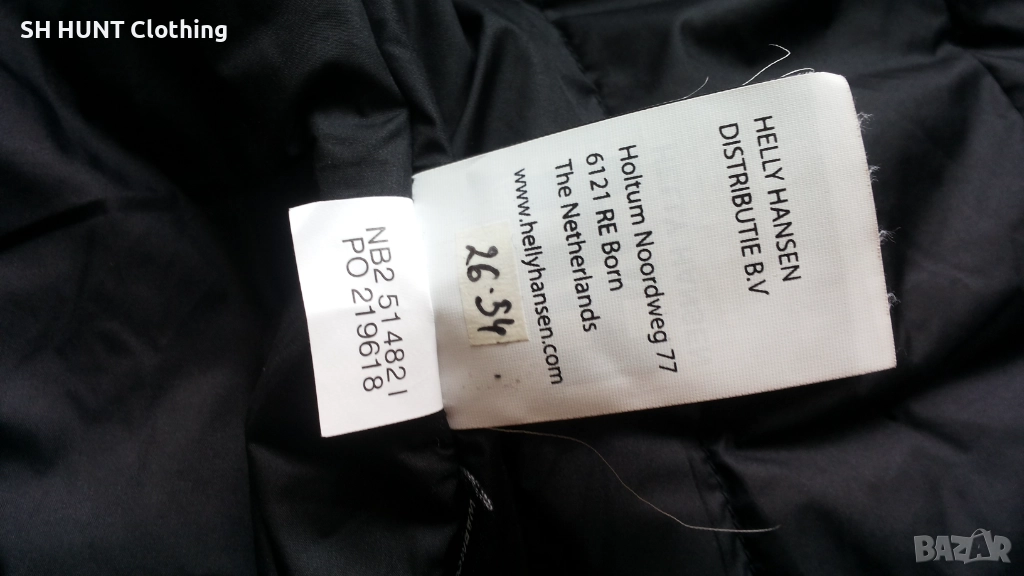 SH HUNT Clothing
HELLY HANSEN
DISTRIBUTIE B.V
Holtum Noordweg 77
6121 RE Born
The Netherlands
www.hellyhansen.com
26.54
NB2 51482 I
PO 219618
BAZAR